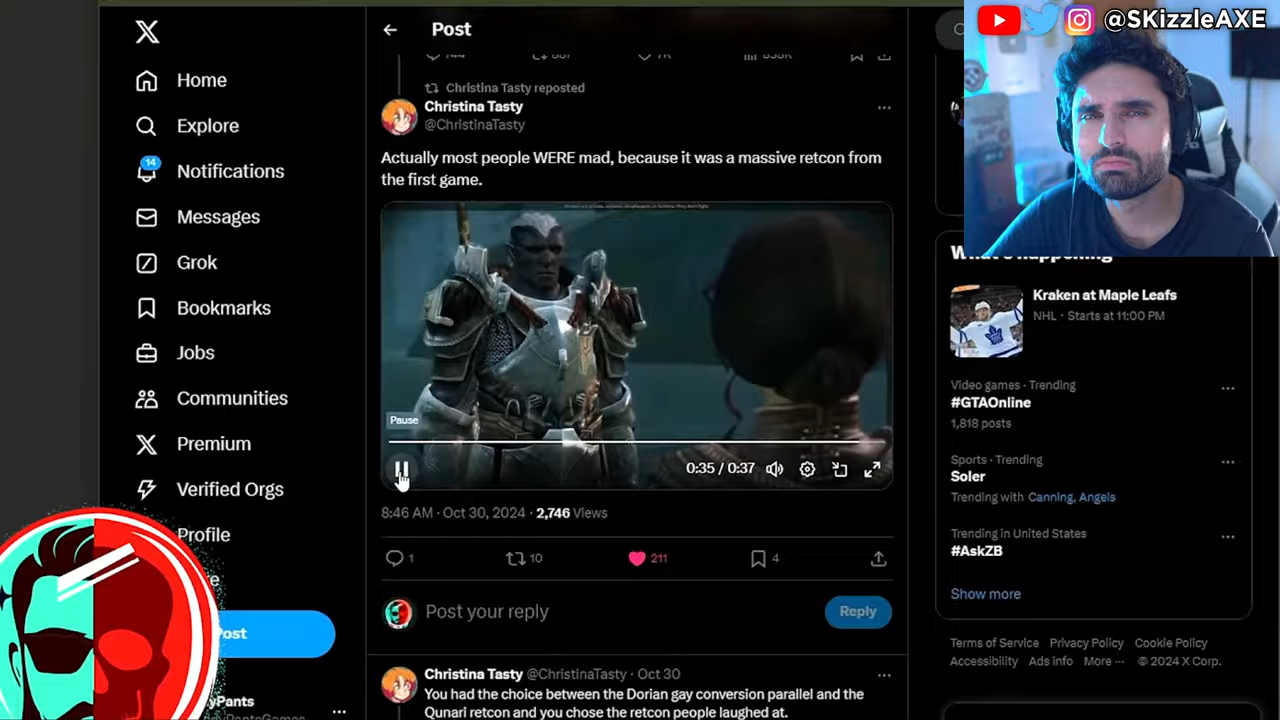 @SKizzleAXE
Post
Home
Explore
14
Notifications
Messages
Grok
Bookmarks
Jobs
Communities
Premium
Verified Orgs
Profile
Post
Christina Tasty reposted
Christina Tasty
@ChristinaTasty
Actually most people WERE mad, because it was a massive retcon from
the first game.
Pause
0:35 / 0:37
8:46 AM · Oct 30, 2024 · 2,746 Views
1
10
211
4
Post your reply
Reply
Christina Tasty @ChristinaTasty · Oct 30
You had the choice between the Dorian gay conversion parallel and the
Qunari retcon and you chose the retcon people laughed at.
What's happening
Kraken at Maple Leafs
NHL · Starts at 11:00 PM
Video games · Trending
#GTAOnline
1,818 posts
Sports · Trending
Soler
Trending with Canning, Angels
Trending in United States
#AskZB
Show more
Terms of Service Privacy Policy Cookie Policy
Accessibility Ads info More ··· © 2024 X Corp.